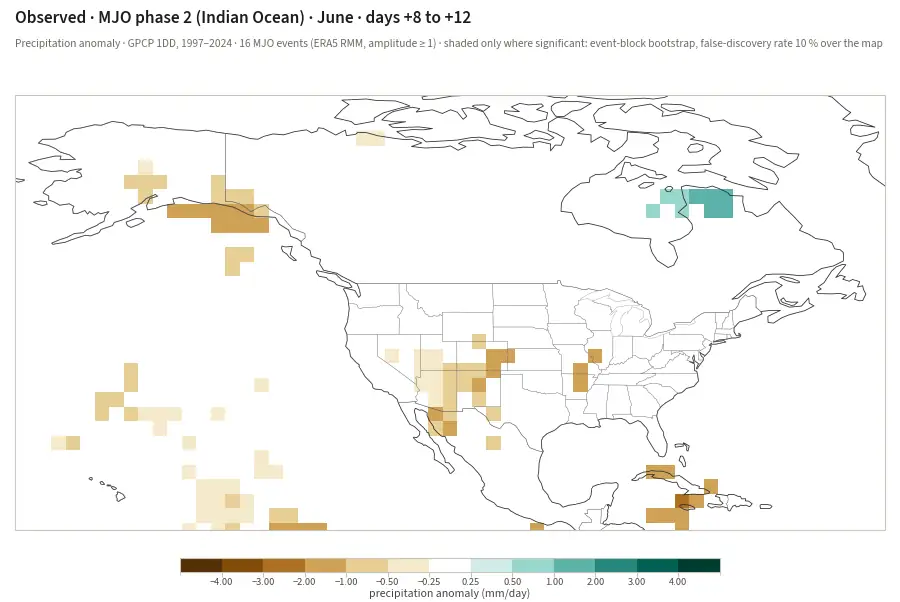 Observed · MJO phase 2 (Indian Ocean) · June · days +8 to +12
Precipitation anomaly · GPCP 1DD, 1997–2024 · 16 MJO events (ERA5 RMM, amplitude ≥ 1) · shaded only where significant: event-block bootstrap, false-discovery rate 10 % over the map
−4.00 −3.00 −2.00 −1.00 −0.50 −0.25 0.25 0.50 1.00 2.00 3.00 4.00
precipitation anomaly (mm/day)